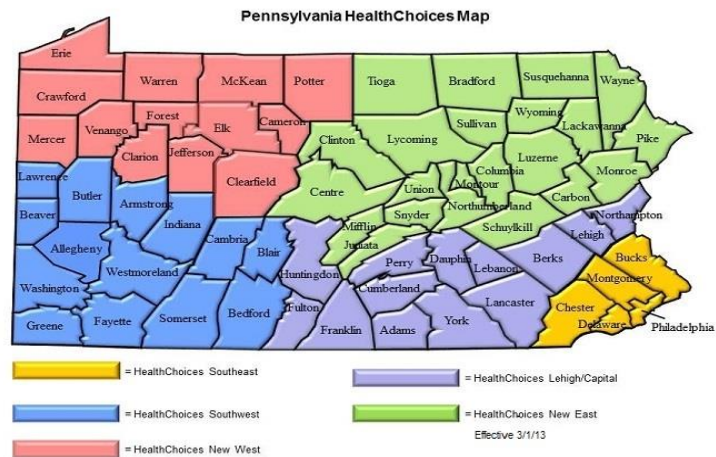 Pennsylvania HealthChoices Map
Erie
Crawford
Warren
McKean
Potter
Tioga
Bradford
Susquehanna
Wayne
Mercer
Venango
Forest
Elk
Cameron
Clinton
Lycoming
Sullivan
Wyoming
Lackawanna
Pike
Clarion
Jefferson
Clearfield
Centre
Union
Montour
Columbia
Luzerne
Monroe
Lawrence
Butler
Armstrong
Indiana
Snyder
Northumberland
Carbon
Beaver
Allegheny
Cambria
Blair
Mifflin
Juniata
Schuylkill
Northampton
Lehigh
Washington
Westmoreland
Huntingdon
Perry
Dauphin
Lebanon
Berks
Bucks
Montgomery
Greene
Fayette
Somerset
Bedford
Fulton
Franklin
Cumberland
Adams
York
Lancaster
Chester
Delaware
Philadelphia
= HealthChoices Southeast
= HealthChoices Lehigh/Capital
= HealthChoices Southwest
= HealthChoices New East
Effective 3/1/13
= HealthChoices New West